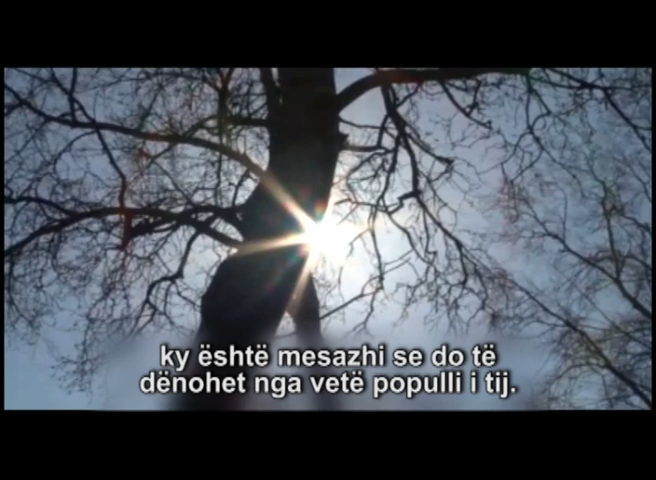 ky është mesazhi se do të
dënohet nga vetë populli i tij.